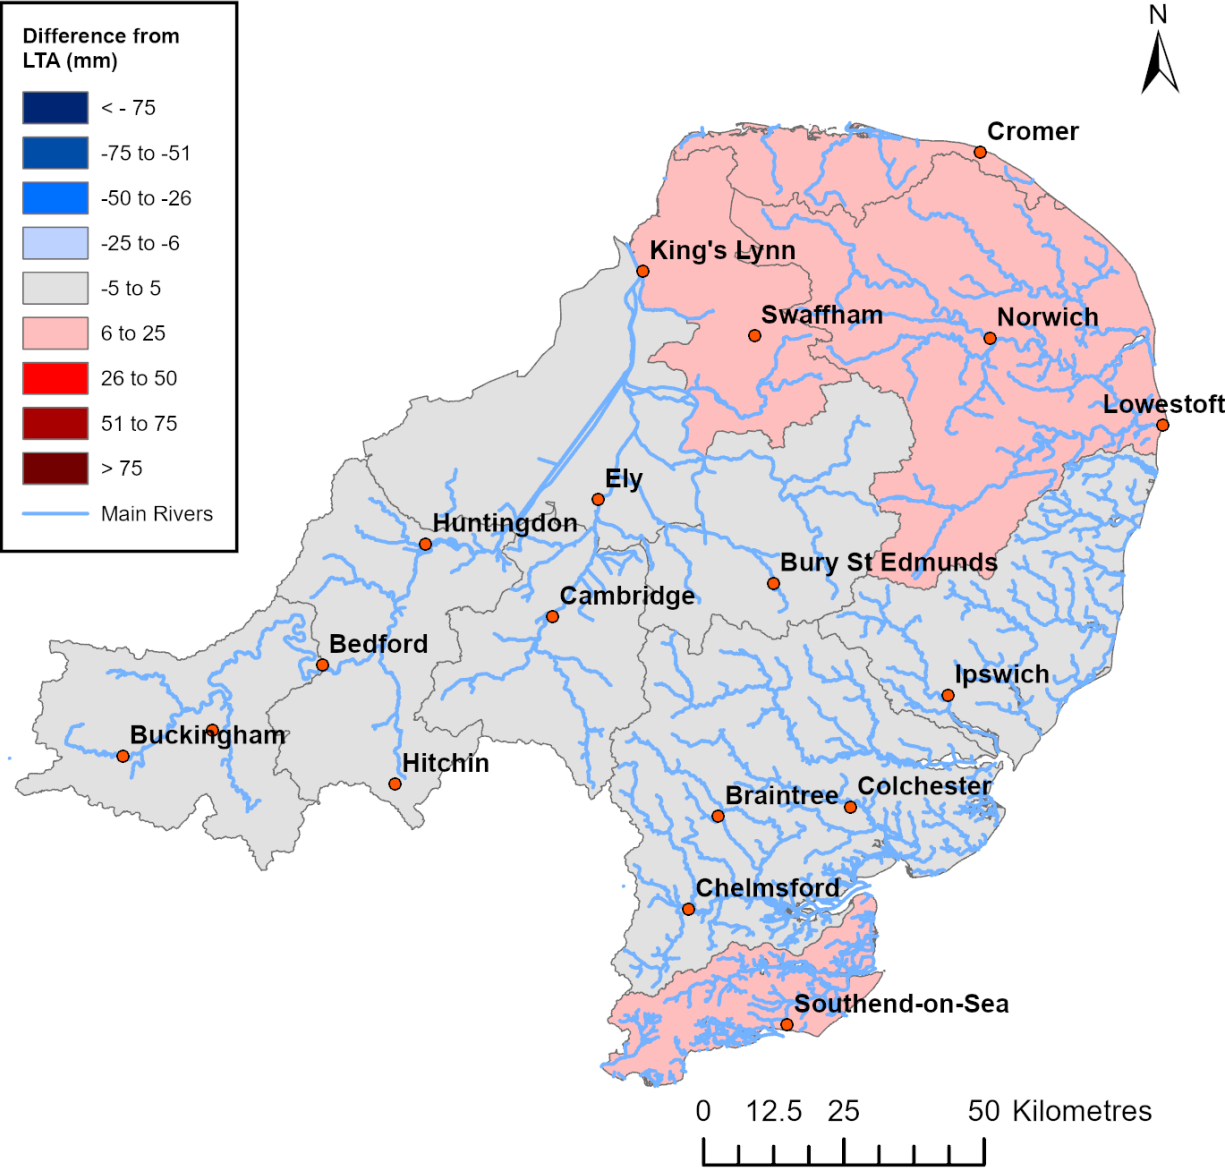 Difference from
LTA (mm)
< - 75
-75 to -51
-50 to -26
-25 to -6
-5 to 5
6 to 25
26 to 50
51 to 75
> 75
Main Rivers
N
Cromer
King's Lynn
Swaffham
Norwich
Lowestoft
Ely
Huntingdon
Bury St Edmunds
Cambridge
Bedford
Ipswich
Buckingham
Hitchin
Braintree
Colchester
Chelmsford
Southend-on-Sea
0 12.5 25 50 Kilometres